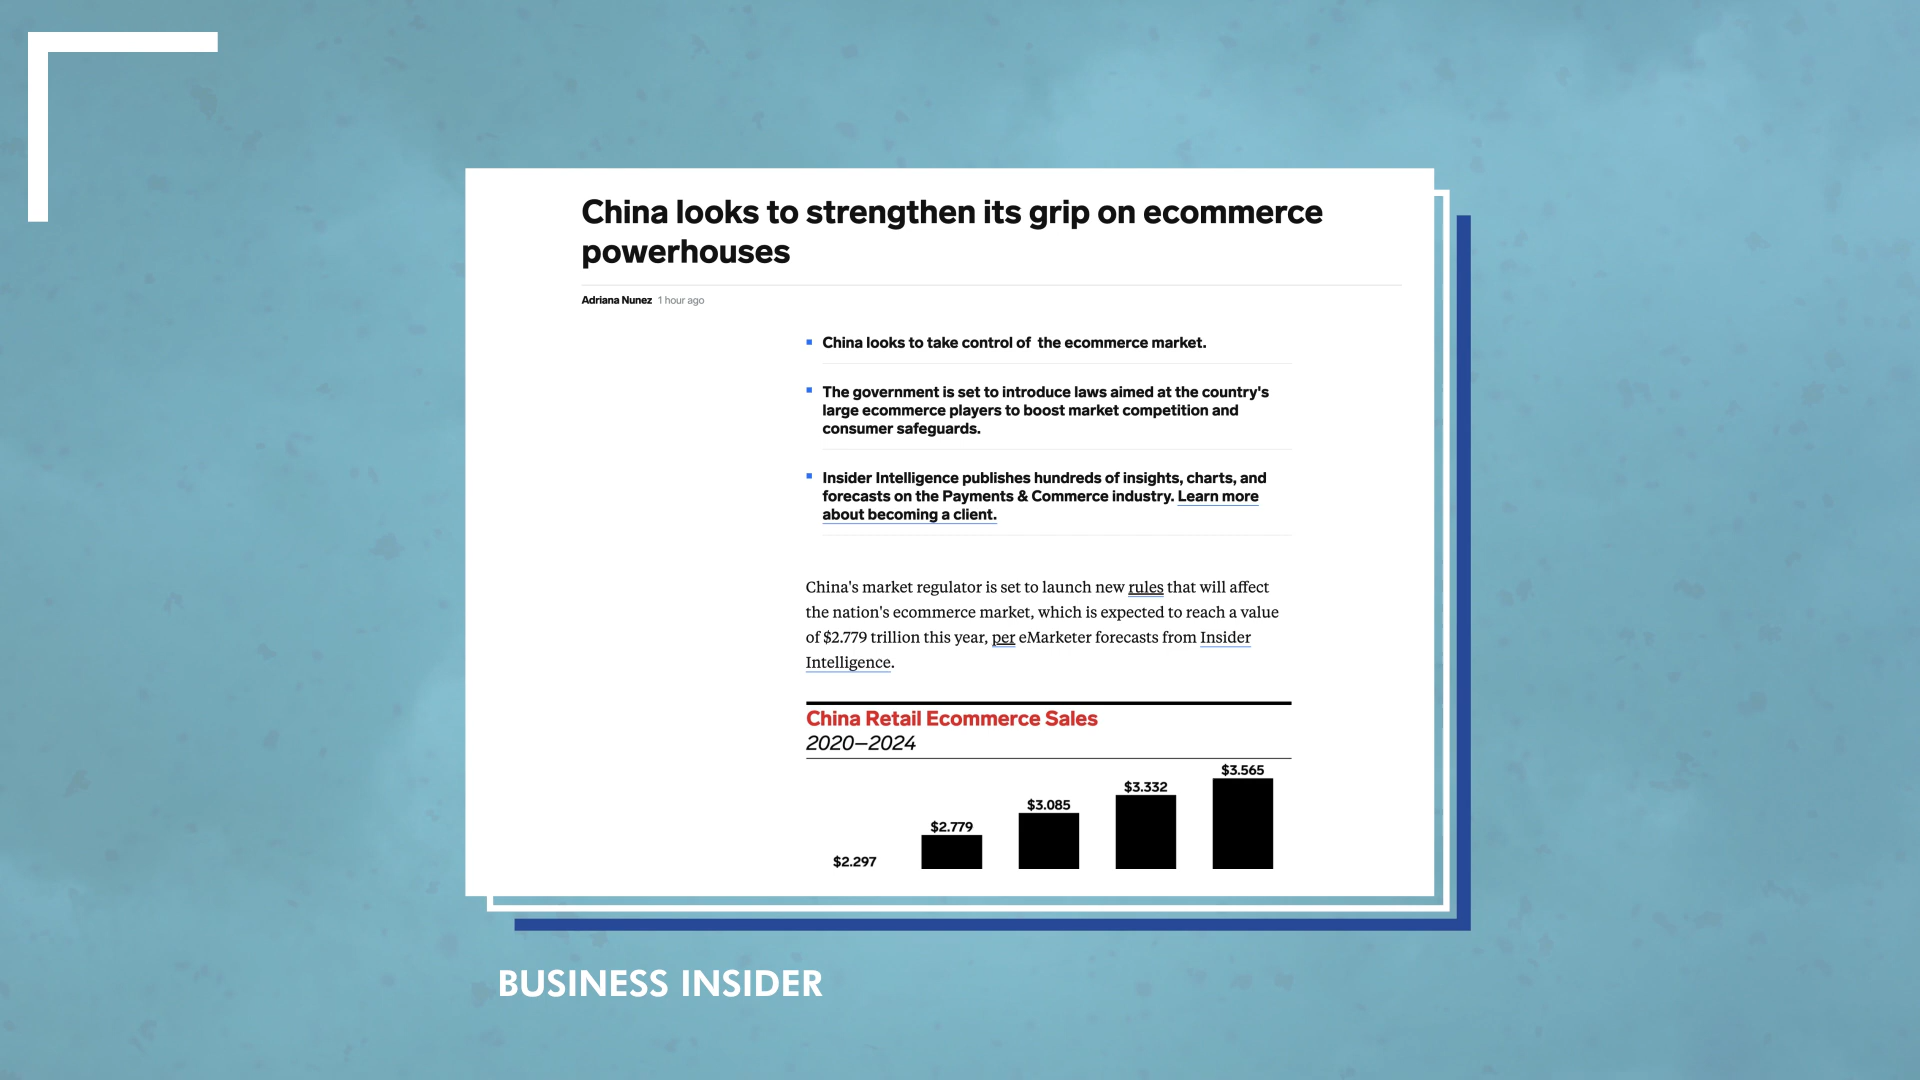 China looks to strengthen its grip on ecommerce
powerhouses
Adriana Nunez 1 hour ago
China looks to take control of  the ecommerce market.
The government is set to introduce laws aimed at the country's
large ecommerce players to boost market competition and
consumer safeguards.
Insider Intelligence publishes hundreds of insights, charts, and
forecasts on the Payments & Commerce industry. Learn more
about becoming a client.
China's market regulator is set to launch new rules that will affect
the nation's ecommerce market, which is expected to reach a value
of $2.779 trillion this year, per eMarketer forecasts from Insider
Intelligence.
China Retail Ecommerce Sales
2020–2024
$2.297
$2.779
$3.085
$3.332
$3.565
BUSINESS INSIDER